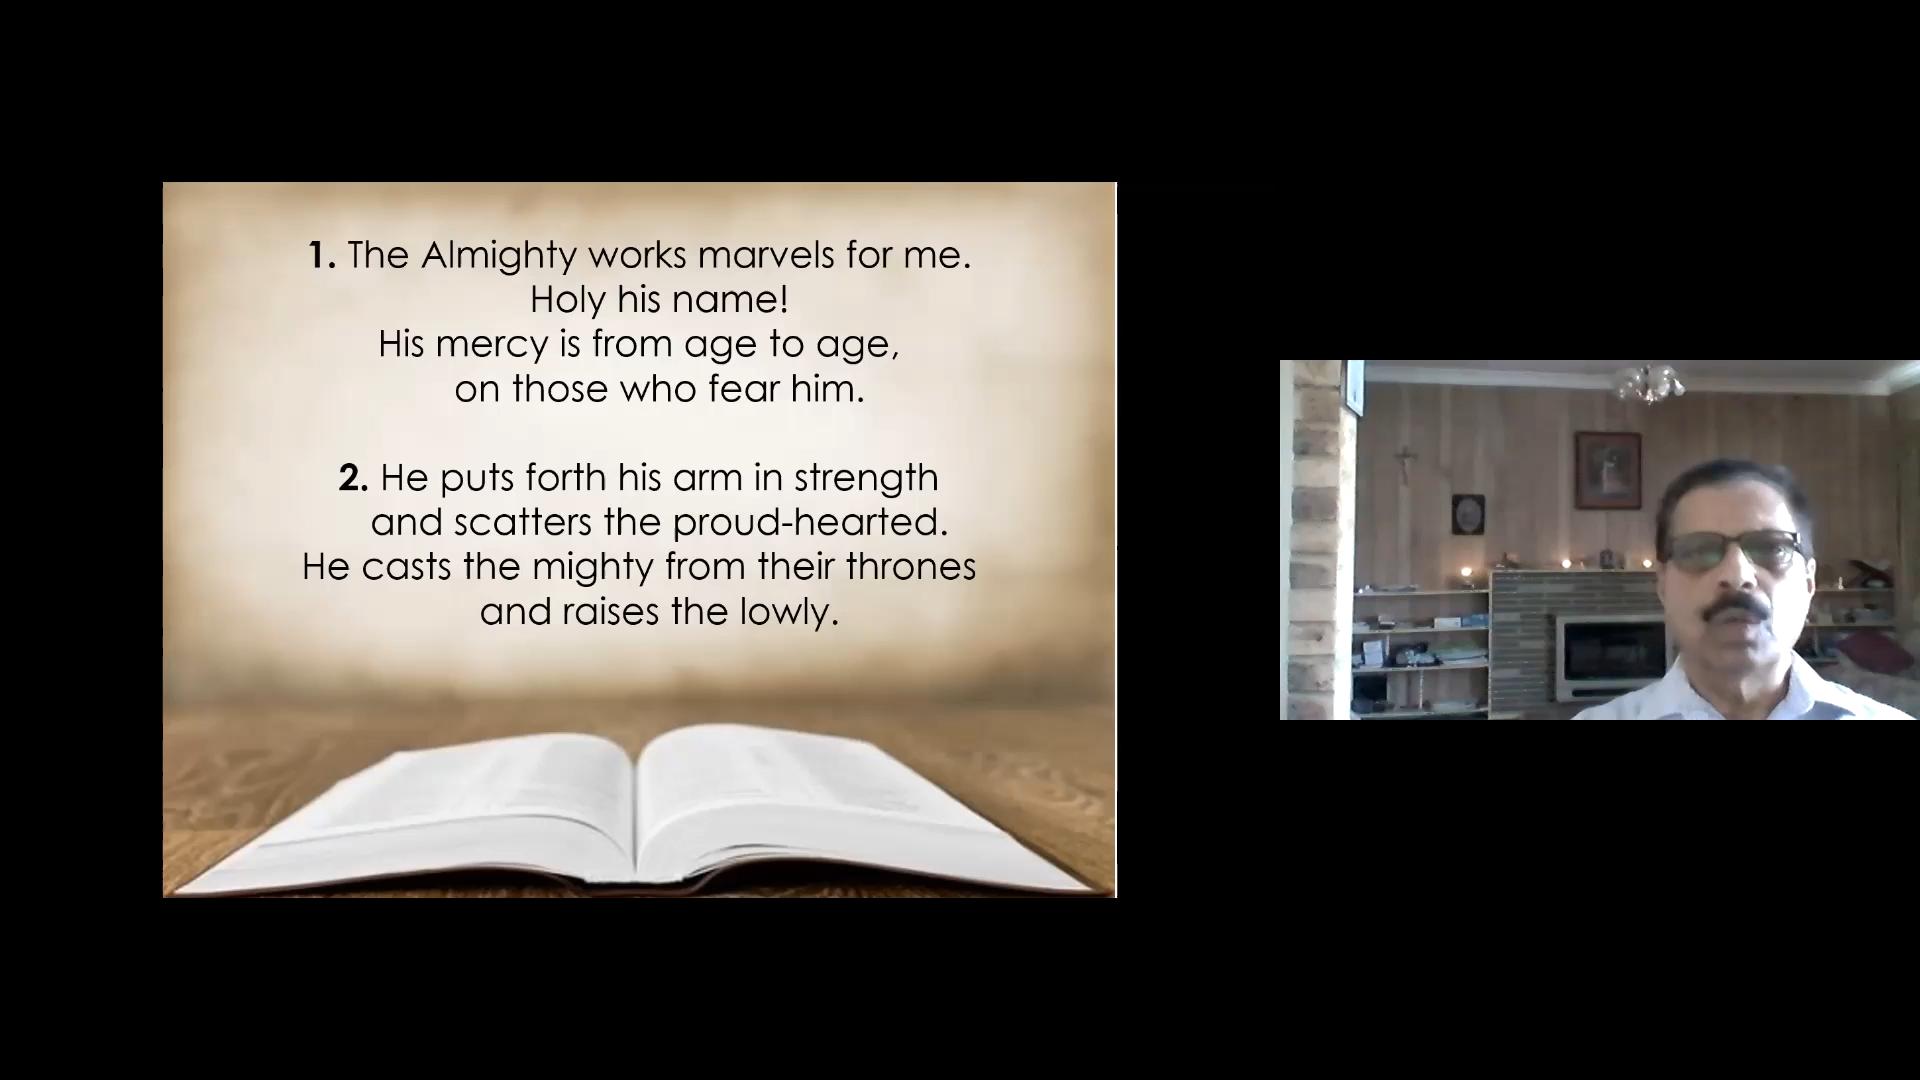 1. The Almighty works marvels for me.
Holy his name!
His mercy is from age to age,
on those who fear him.
2. He puts forth his arm in strength
and scatters the proud-hearted.
He casts the mighty from their thrones
and raises the lowly.